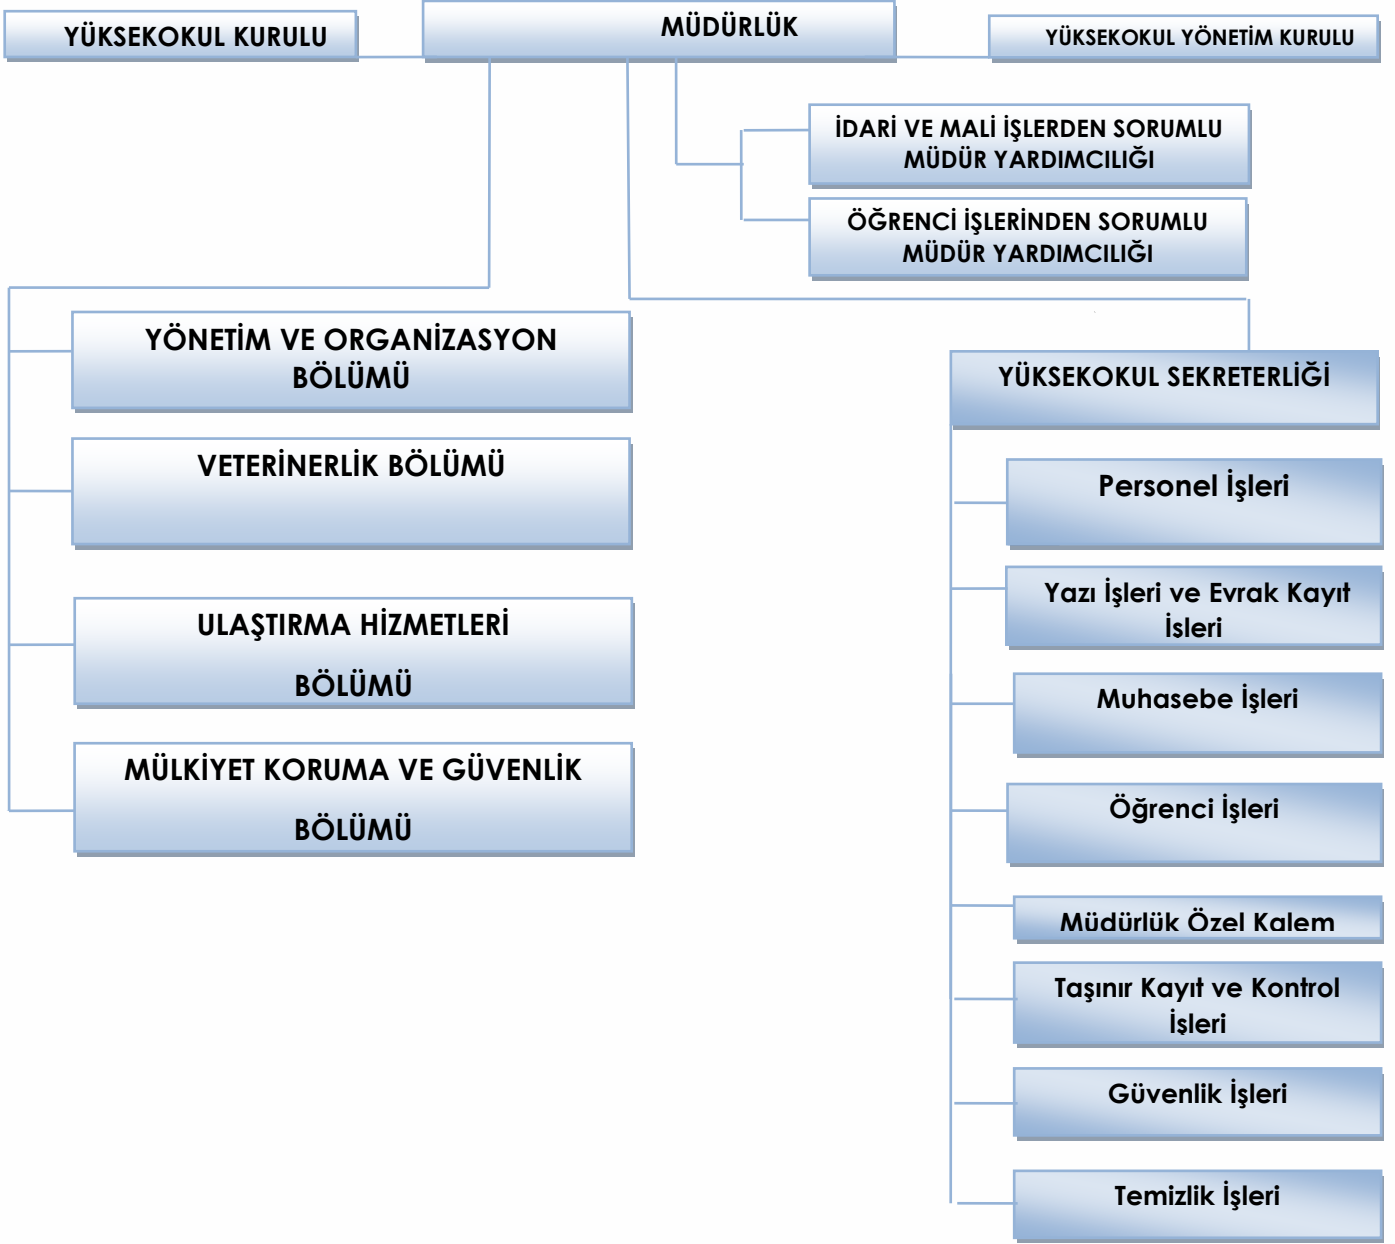 YÜKSEKOKUL KURULU
MÜDÜRLÜK
YÜKSEKOKUL YÖNETİM KURULU
İDARİ VE MALİ İŞLERDEN SORUMLU
MÜDÜR YARDIMCILIĞI
ÖĞRENCİ İŞLERİNDEN SORUMLU
MÜDÜR YARDIMCILIĞI
YÖNETİM VE ORGANİZASYON
BÖLÜMÜ
VETERİNERLİK BÖLÜMÜ
ULAŞTIRMA HİZMETLERİ
BÖLÜMÜ
MÜLKİYET KORUMA VE GÜVENLİK
BÖLÜMÜ
YÜKSEKOKUL SEKRETERLİĞİ
Personel İşleri
Yazı İşleri ve Evrak Kayıt
İşleri
Muhasebe İşleri
Öğrenci İşleri
Müdürlük Özel Kalem
Taşınır Kayıt ve Kontrol
İşleri
Güvenlik İşleri
Temizlik İşleri